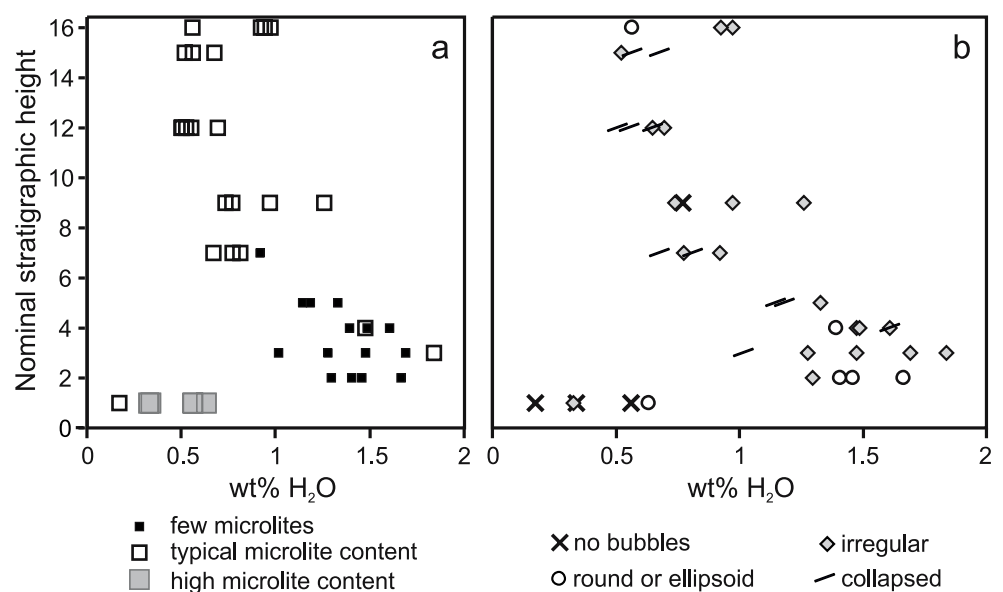 Nominal stratigraphic height
16
14
12
10
8
6
4
2
0
a
b
0 0.5 1 1.5 2
0 0.5 1 1.5 2
wt% H₂O
wt% H₂O
few microlites
typical microlite content
high microlite content
no bubbles
irregular
round or ellipsoid
collapsed